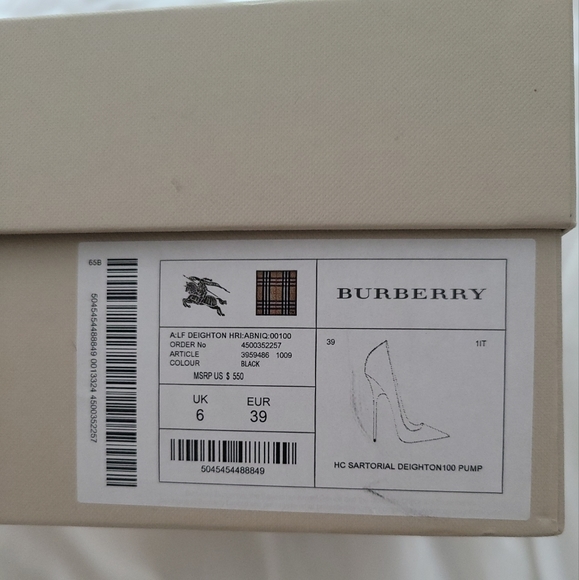 65B
5045454488849 0013324 4500352257
BURBERRY
A:LF DEIGHTON HRI:ABNIQ:00100
ORDER No 4500352257
ARTICLE 3959486 1009
COLOUR BLACK
MSRP US $ 550
UK EUR
6 39
5045454488849
39 1IT
HC SARTORIAL DEIGHTON100 PUMP